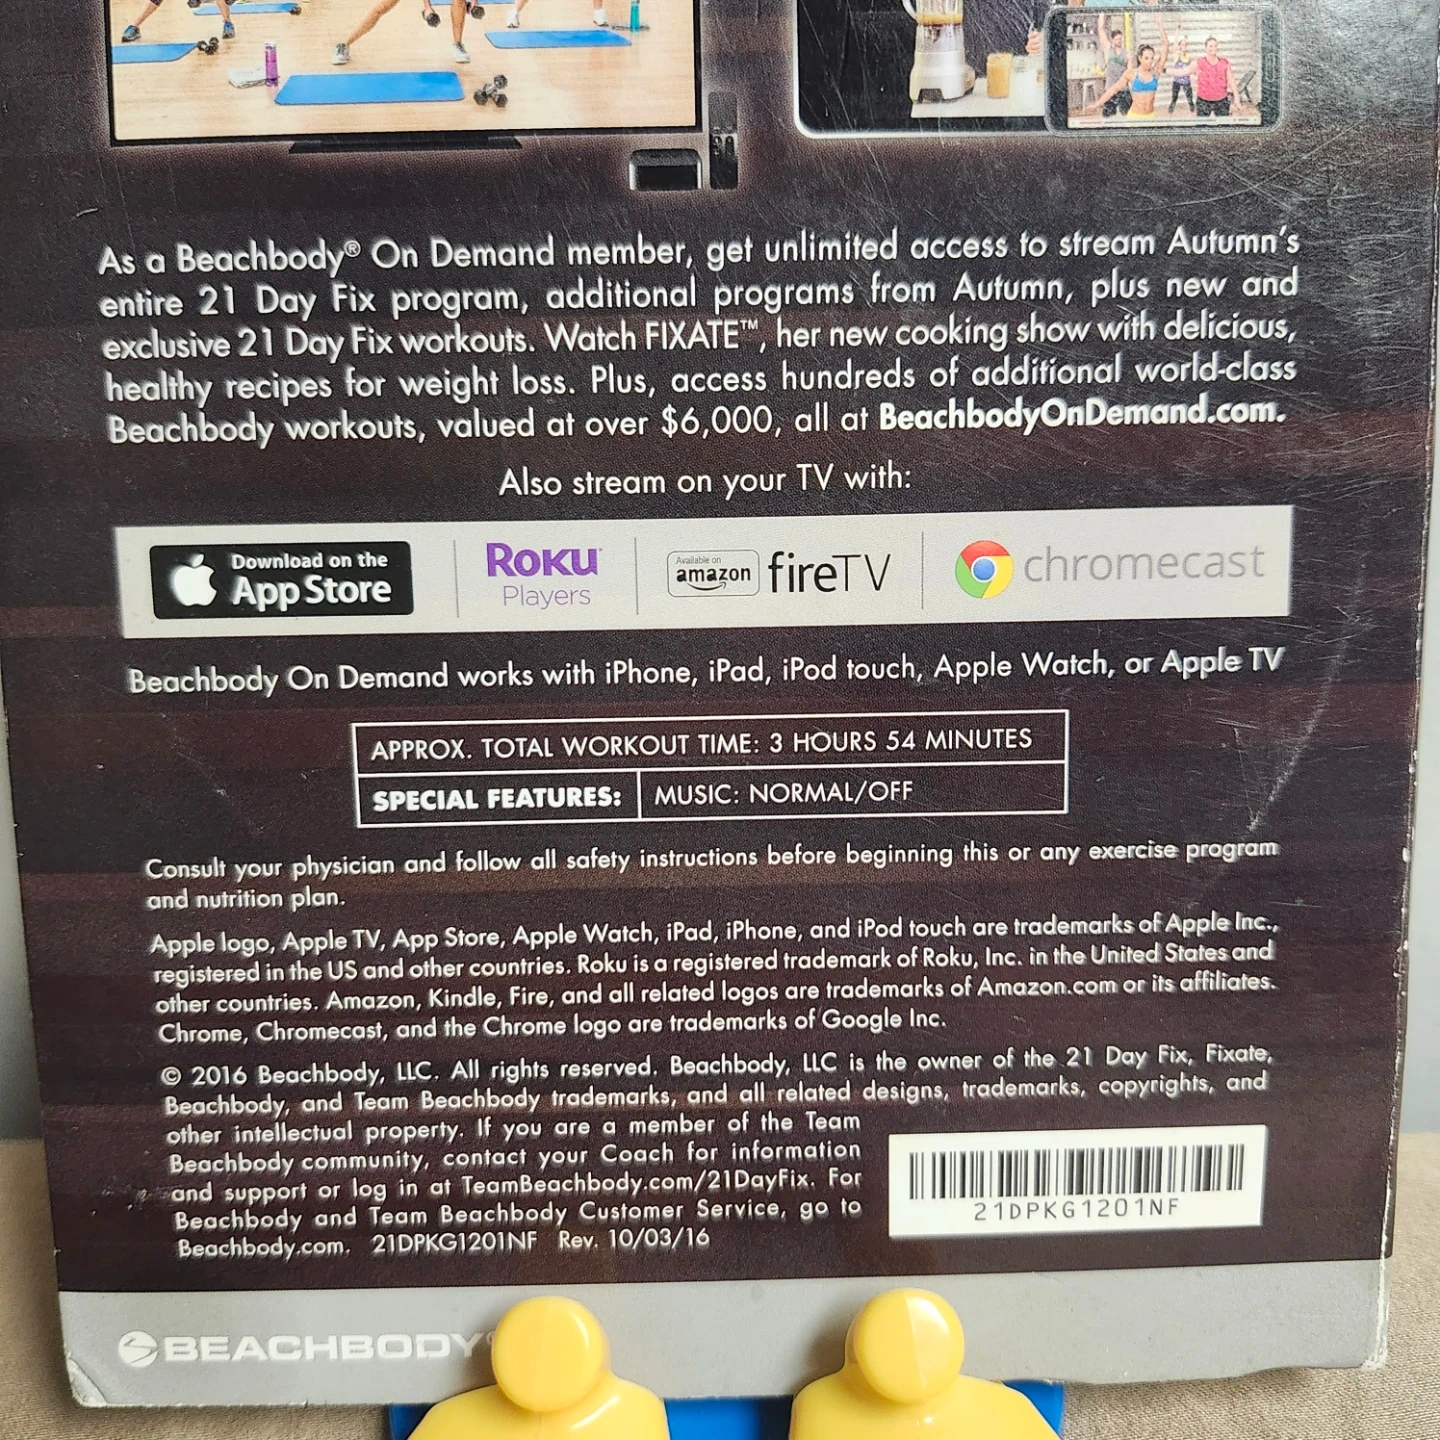 As a Beachbody® On Demand member, get unlimited access to stream Autumn's
entire 21 Day Fix program, additional programs from Autumn, plus new and
exclusive 21 Day Fix workouts. Watch FIXATE™, her new cooking show with delicious,
healthy recipes for weight loss. Plus, access hundreds of additional world-class
Beachbody workouts, valued at over $6,000, all at BeachbodyOnDemand.com.
Also stream on your TV with:
Download on the
App Store
Roku
Players
Available on
amazon
fireTV
chromecast
Beachbody On Demand works with iPhone, iPad, iPod touch, Apple Watch, or Apple TV
APPROX. TOTAL WORKOUT TIME: 3 HOURS 54 MINUTES
SPECIAL FEATURES: MUSIC: NORMAL/OFF
Consult your physician and follow all safety instructions before beginning this or any exercise program
and nutrition plan.
Apple logo, Apple TV, App Store, Apple Watch, iPad, iPhone, and iPod touch are trademarks of Apple Inc.,
registered in the US and other countries. Roku is a registered trademark of Roku, Inc. in the United States and
other countries. Amazon, Kindle, Fire, and all related logos are trademarks of Amazon.com or its affiliates.
Chrome, Chromecast, and the Chrome logo are trademarks of Google Inc.
© 2016 Beachbody, LLC. All rights reserved. Beachbody, LLC is the owner of the 21 Day Fix, Fixate,
Beachbody, and Team Beachbody trademarks, and all related designs, trademarks, copyrights, and
other intellectual property. If you are a member of the Team
Beachbody community, contact your Coach for information
and support or log in at TeamBeachbody.com/21DayFix. For
Beachbody and Team Beachbody Customer Service, go to
Beachbody.com. 21DPKG1201NF Rev. 10/03/16
21DPKG1201NF
BEACHBODY